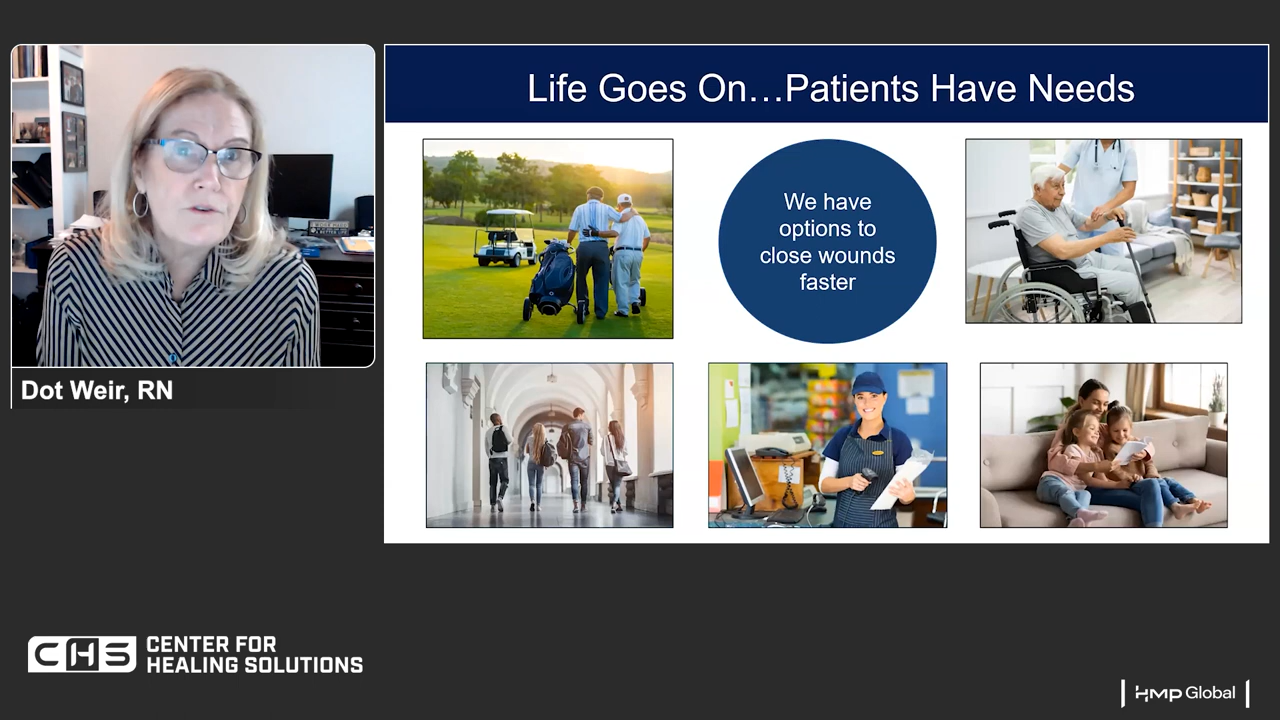 Life Goes On…Patients Have Needs
We have
options to
close wounds
faster
Dot Weir, RN
CHS
CENTER FOR
HEALING SOLUTIONS
HMP Global